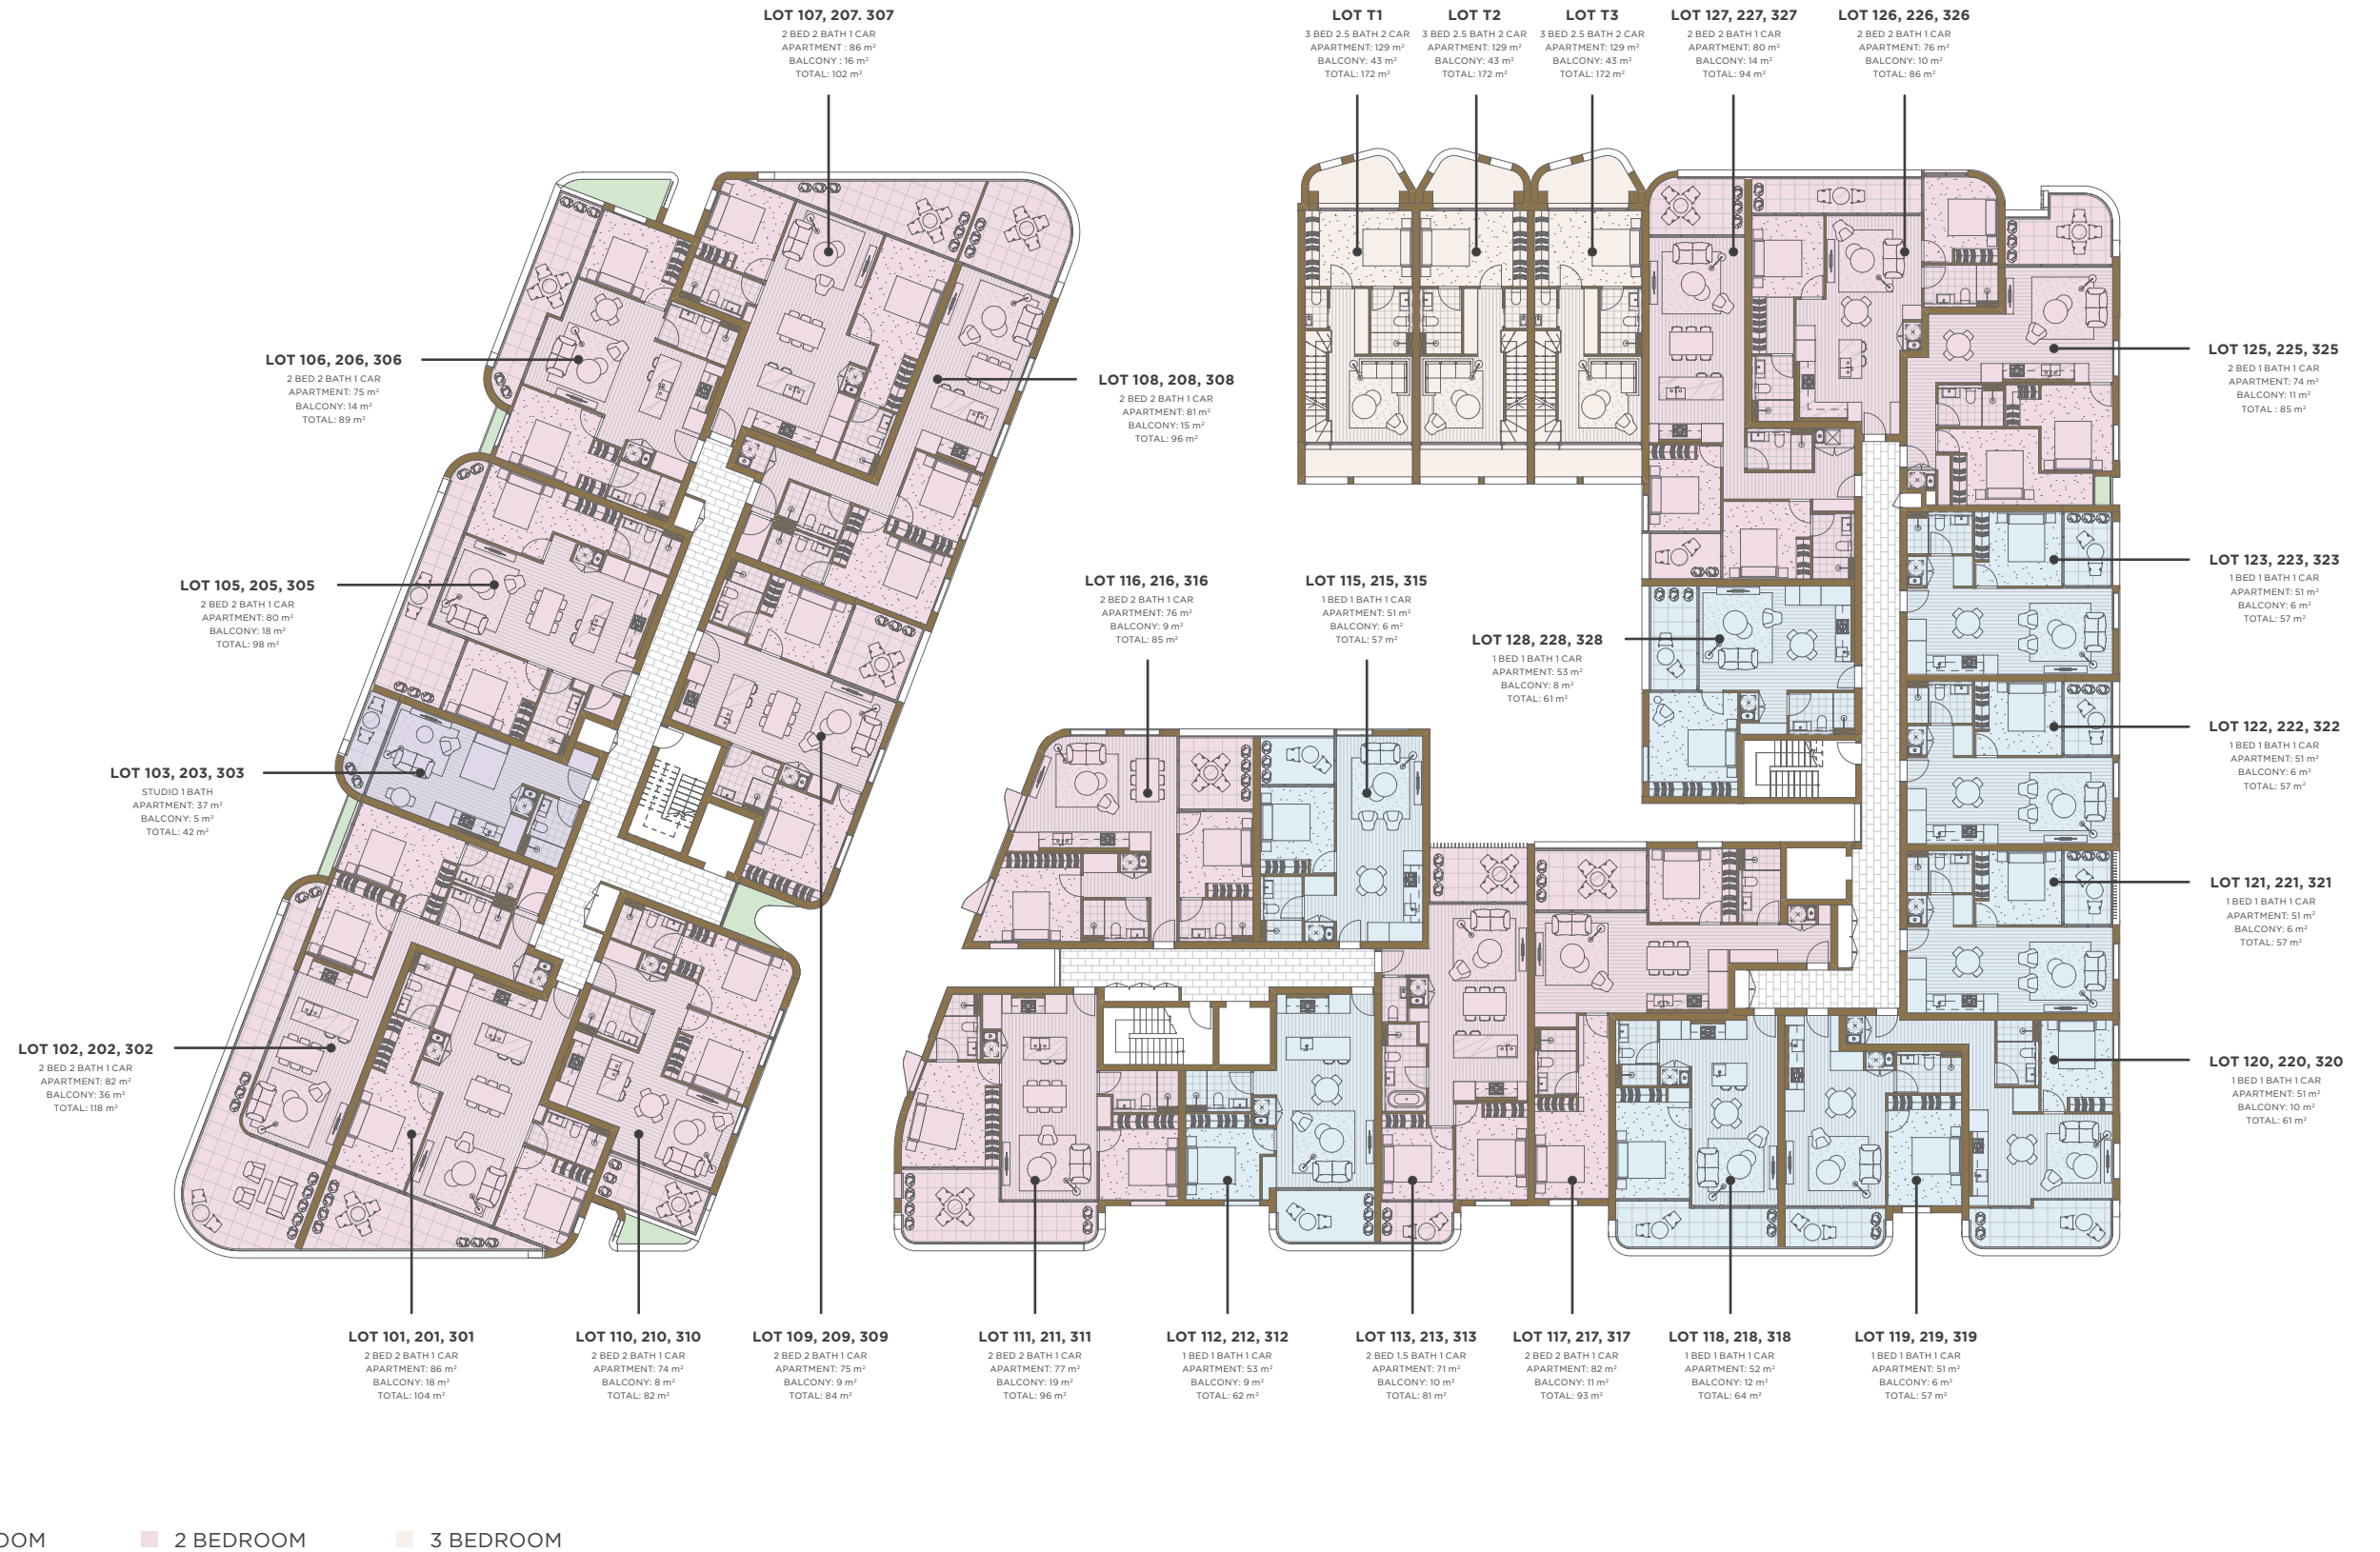 LOT 107, 207. 307
2 BED 2 BATH 1 CAR
APARTMENT : 86 m²
BALCONY : 16 m²
TOTAL: 102 m²
LOT T1
3 BED 2.5 BATH 2 CAR
APARTMENT: 129 m²
BALCONY: 43 m²
TOTAL: 172 m²
LOT T2
3 BED 2.5 BATH 2 CAR
APARTMENT: 129 m²
BALCONY: 43 m²
TOTAL: 172 m²
LOT T3
3 BED 2.5 BATH 2 CAR
APARTMENT: 129 m²
BALCONY: 43 m²
TOTAL: 172 m²
LOT 127, 227, 327
2 BED 2 BATH 1 CAR
APARTMENT: 80 m²
BALCONY: 14 m²
TOTAL: 94 m²
LOT 126, 226, 326
2 BED 2 BATH 1 CAR
APARTMENT: 76 m²
BALCONY: 10 m²
TOTAL: 86 m²
LOT 106, 206, 306
2 BED 2 BATH 1 CAR
APARTMENT: 75 m²
BALCONY: 14 m²
TOTAL: 89 m²
LOT 108, 208, 308
2 BED 2 BATH 1 CAR
APARTMENT: 81 m²
BALCONY: 15 m²
TOTAL: 96 m²
LOT 125, 225, 325
2 BED 1 BATH 1 CAR
APARTMENT: 74 m²
BALCONY: 11 m²
TOTAL : 85 m²
LOT 105, 205, 305
2 BED 2 BATH 1 CAR
APARTMENT: 80 m²
BALCONY: 18 m²
TOTAL: 98 m²
LOT 116, 216, 316
2 BED 2 BATH 1 CAR
APARTMENT: 76 m²
BALCONY: 9 m²
TOTAL: 85 m²
LOT 115, 215, 315
1 BED 1 BATH 1 CAR
APARTMENT: 51 m²
BALCONY: 6 m²
TOTAL: 57 m²
LOT 128, 228, 328
1 BED 1 BATH 1 CAR
APARTMENT: 53 m²
BALCONY: 8 m²
TOTAL: 61 m²
LOT 123, 223, 323
1 BED 1 BATH 1 CAR
APARTMENT: 51 m²
BALCONY: 6 m²
TOTAL: 57 m²
LOT 122, 222, 322
1 BED 1 BATH 1 CAR
APARTMENT: 51 m²
BALCONY: 6 m²
TOTAL: 57 m²
LOT 103, 203, 303
STUDIO 1 BATH
APARTMENT: 37 m²
BALCONY: 5 m²
TOTAL: 42 m²
LOT 121, 221, 321
1 BED 1 BATH 1 CAR
APARTMENT: 51 m²
BALCONY: 6 m²
TOTAL: 57 m²
LOT 102, 202, 302
2 BED 2 BATH 1 CAR
APARTMENT: 82 m²
BALCONY: 36 m²
TOTAL: 118 m²
LOT 120, 220, 320
1 BED 1 BATH 1 CAR
APARTMENT: 51 m²
BALCONY: 10 m²
TOTAL: 61 m²
LOT 101, 201, 301
2 BED 2 BATH 1 CAR
APARTMENT: 86 m²
BALCONY: 18 m²
TOTAL: 104 m²
LOT 110, 210, 310
2 BED 2 BATH 1 CAR
APARTMENT: 74 m²
BALCONY: 8 m²
TOTAL: 82 m²
LOT 109, 209, 309
2 BED 2 BATH 1 CAR
APARTMENT: 75 m²
BALCONY: 9 m²
TOTAL: 84 m²
LOT 111, 211, 311
2 BED 2 BATH 1 CAR
APARTMENT: 77 m²
BALCONY: 19 m²
TOTAL: 96 m²
LOT 112, 212, 312
1 BED 1 BATH 1 CAR
APARTMENT: 53 m²
BALCONY: 9 m²
TOTAL: 62 m²
LOT 113, 213, 313
2 BED 1.5 BATH 1 CAR
APARTMENT: 71 m²
BALCONY: 10 m²
TOTAL: 81 m²
LOT 117, 217, 317
2 BED 2 BATH 1 CAR
APARTMENT: 82 m²
BALCONY: 11 m²
TOTAL: 93 m²
LOT 118, 218, 318
1 BED 1 BATH 1 CAR
APARTMENT: 52 m²
BALCONY: 12 m²
TOTAL: 64 m²
LOT 119, 219, 319
1 BED 1 BATH 1 CAR
APARTMENT: 51 m²
BALCONY: 6 m²
TOTAL: 57 m²
OOM
2 BEDROOM
3 BEDROOM